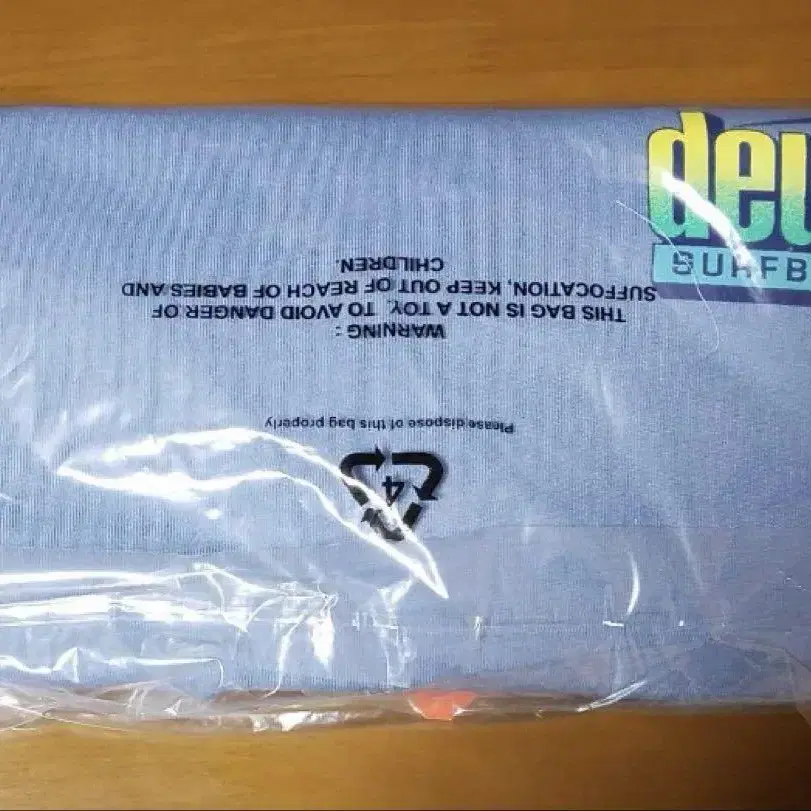 deu
SURFB
WARNING :
THIS BAG IS NOT A TOY, TO AVOID DANGER OF
SUFFOCATION, KEEP OUT OF REACH OF BABIES AND
CHILDREN.
Please dispose of this bag properly
4